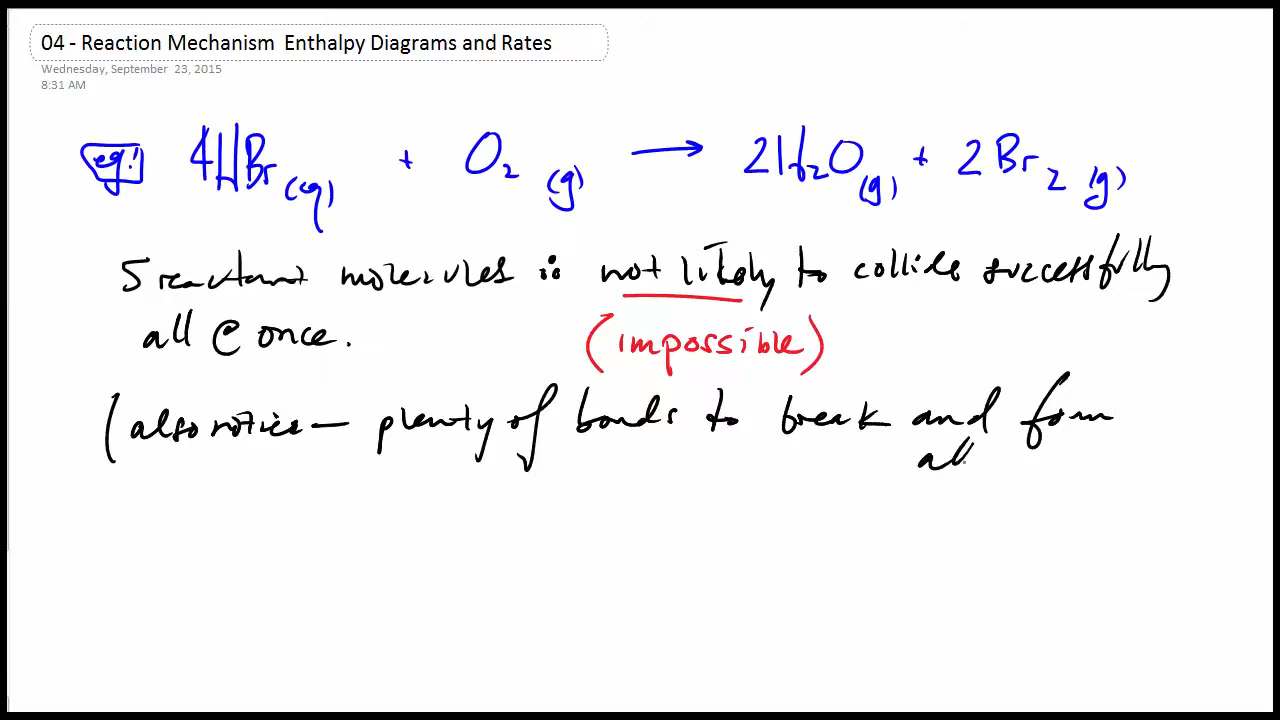 04 - Reaction Mechanism Enthalpy Diagrams and Rates
Wednesday, September 23, 2015
8:31 AM
eg! 4HBr(aq) + O₂ (g) → 2H₂O(g) + 2Br₂ (g)
5 reactant molecules is not likely to collide successfully
all @ once. (impossible)
(also notice — plenty of bonds to break and form
all